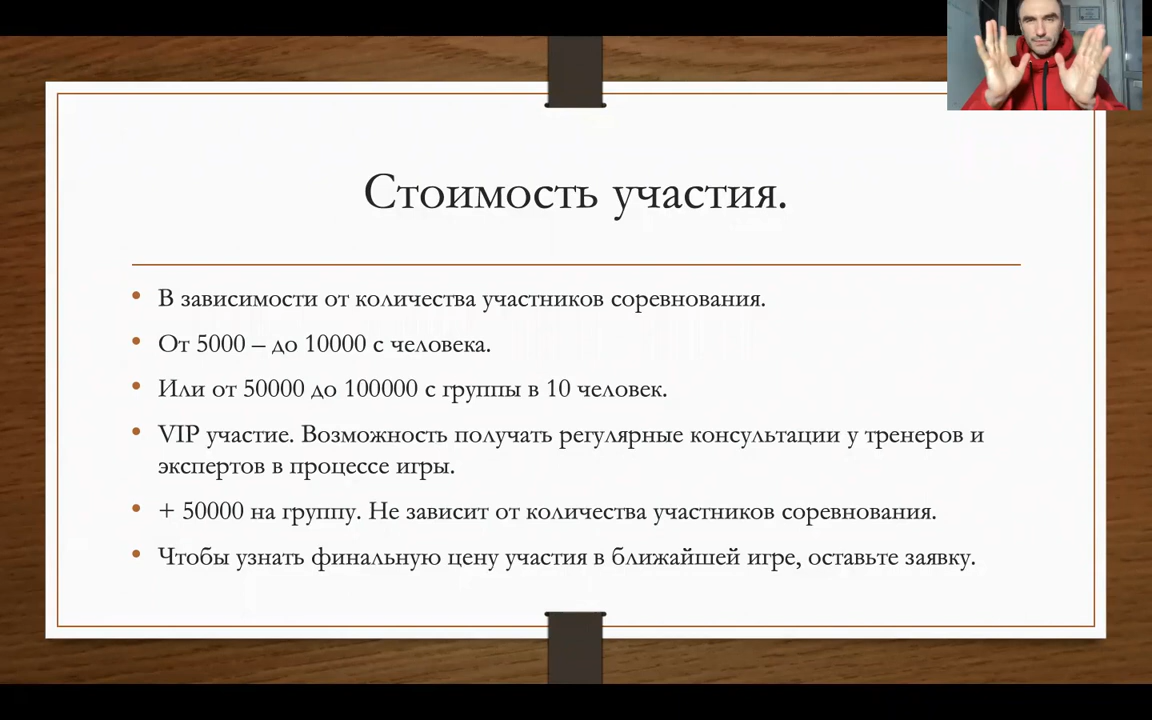 Стоимость участия.
В зависимости от количества участников соревнования.
От 5000 – до 10000 с человека.
Или от 50000 до 100000 с группы в 10 человек.
VIP участие. Возможность получать регулярные консультации у тренеров и
экспертов в процессе игры.
+ 50000 на группу. Не зависит от количества участников соревнования.
Чтобы узнать финальную цену участия в ближайшей игре, оставьте заявку.